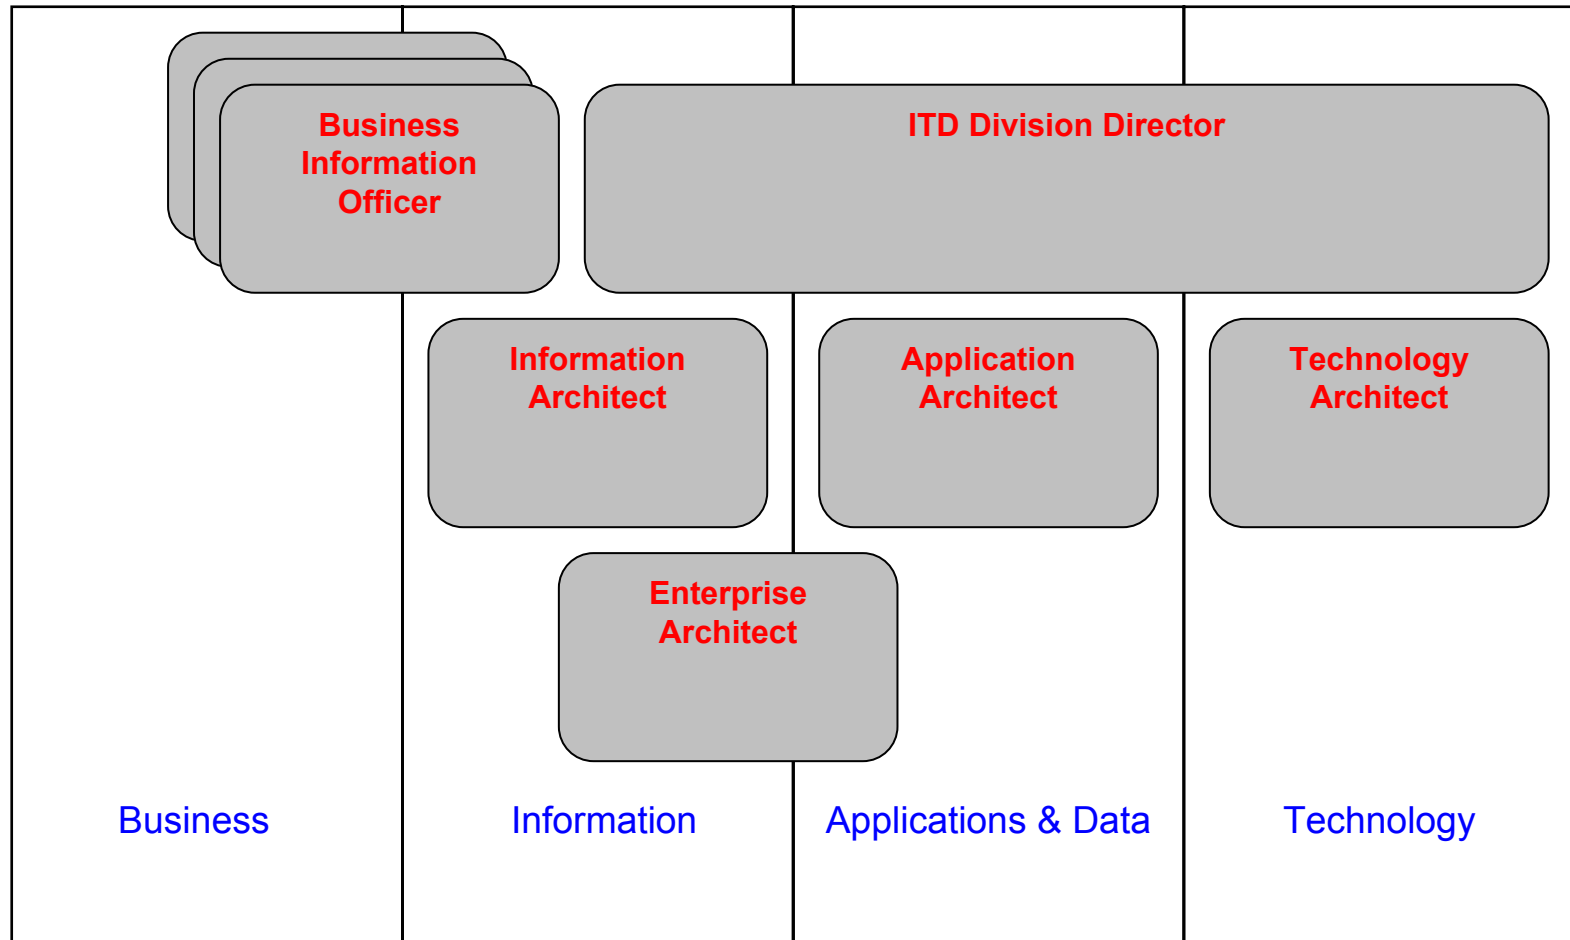 Business
Information
Officer
ITD Division Director
Information
Architect
Application
Architect
Technology
Architect
Enterprise
Architect
Business
Information
Applications & Data
Technology